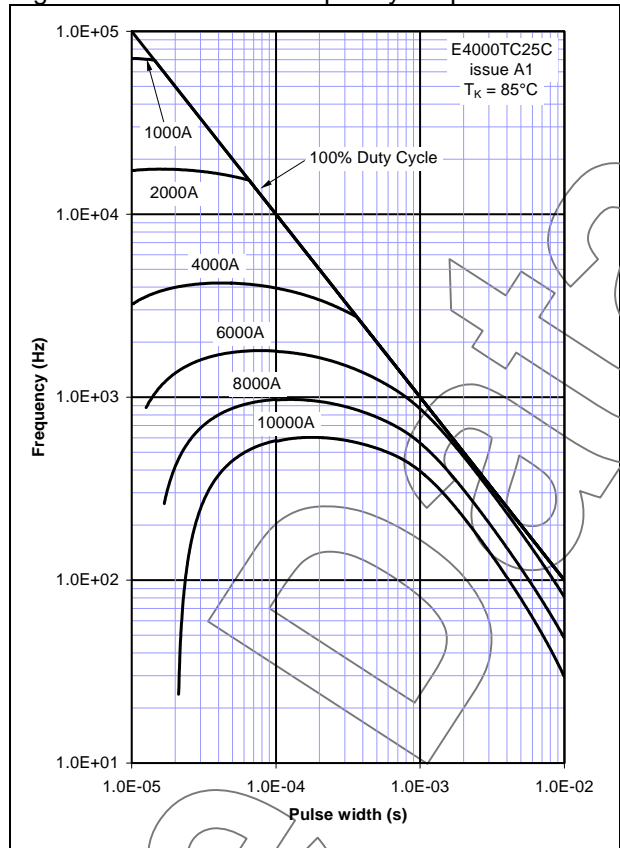 1.0E+05
E4000TC25C
issue A1
T_K = 85°C
1000A
100% Duty Cycle
2000A
1.0E+04
4000A
6000A
1.0E+03
8000A
10000A
Frequency (Hz)
1.0E+02
1.0E+01
1.0E-05
1.0E-04
1.0E-03
1.0E-02
Pulse width (s)